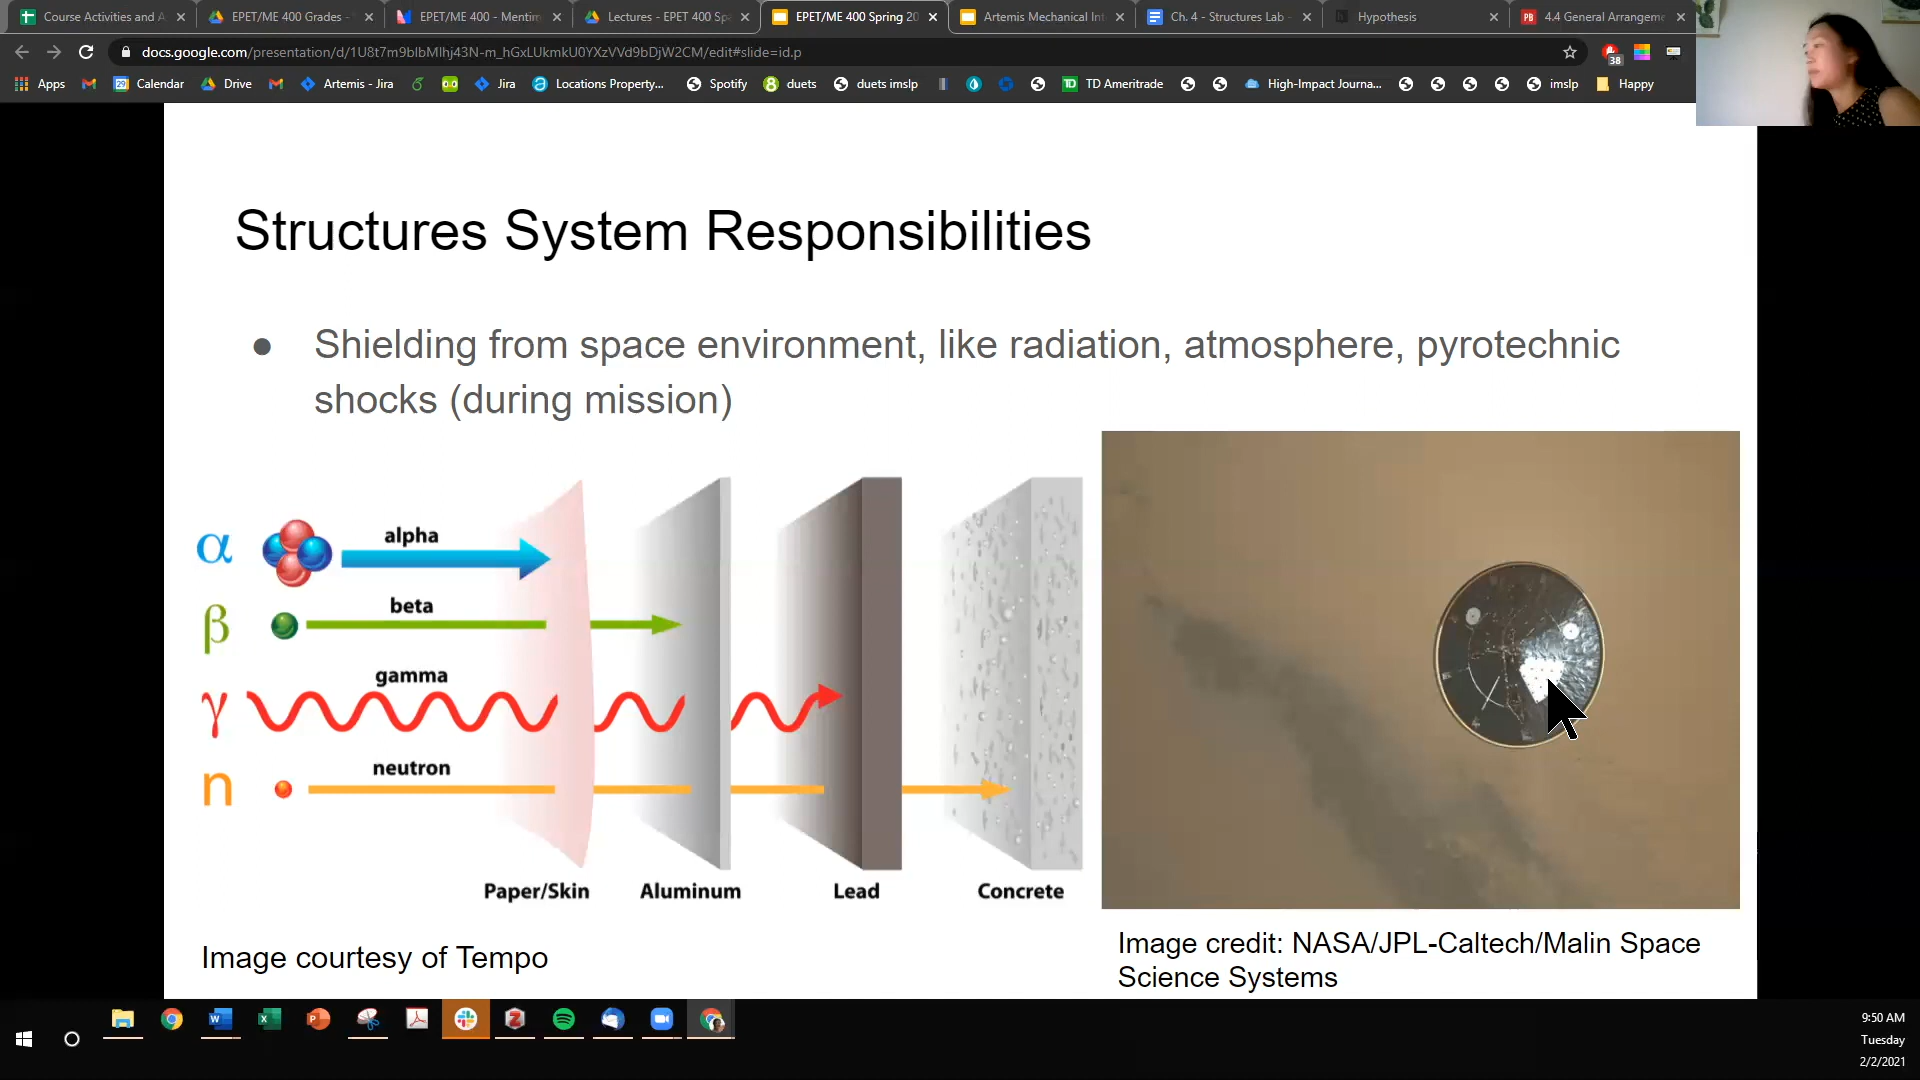 Course Activities and A
EPET/ME 400 Grades -
EPET/ME 400 - Mentim
Lectures - EPET 400 Sp
EPET/ME 400 Spring 20
Artemis Mechanical Int
Ch. 4 - Structures Lab -
Hypothesis
PB 4.4 General Arrangeme
docs.google.com/presentation/d/1U8t7m9blbMlhj43N-m_hGxLUkmkU0YXzVVd9bDjW2CM/edit#slide=id.p
38
Apps Calendar Drive Artemis - Jira Jira Locations Property... Spotify duets duets imslp TD TD Ameritrade High-Impact Journa... imslp Happy
Structures System Responsibilities
● Shielding from space environment, like radiation, atmosphere, pyrotechnic
shocks (during mission)
α alpha
β beta
γ gamma
n neutron
Paper/Skin Aluminum Lead Concrete
Image courtesy of Tempo
Image credit: NASA/JPL-Caltech/Malin Space
Science Systems
9:50 AM
Tuesday
2/2/2021